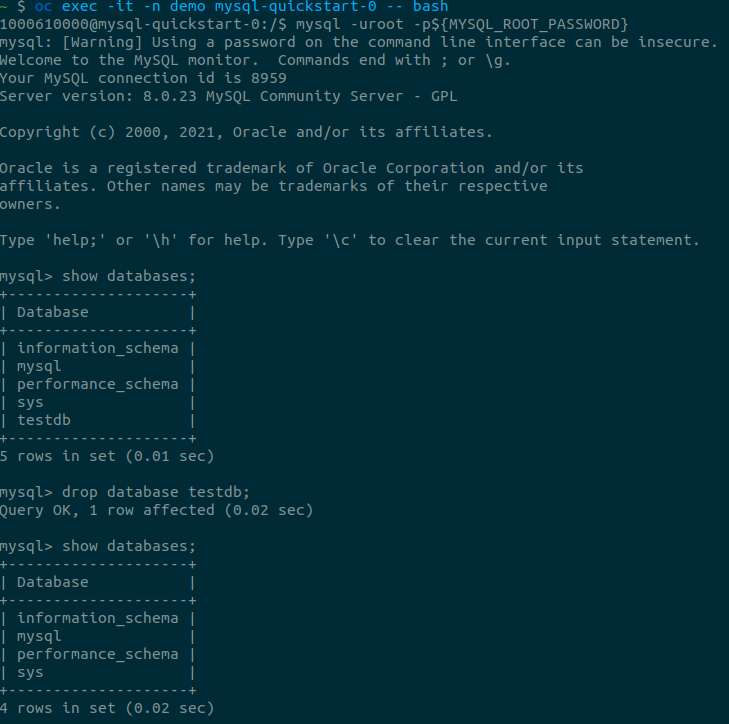 ~ $ oc exec -it -n demo mysql-quickstart-0 -- bash
1000610000@mysql-quickstart-0:/$ mysql -uroot -p${MYSQL_ROOT_PASSWORD}
mysql: [Warning] Using a password on the command line interface can be insecure.
Welcome to the MySQL monitor.  Commands end with ; or \g.
Your MySQL connection id is 8959
Server version: 8.0.23 MySQL Community Server - GPL

Copyright (c) 2000, 2021, Oracle and/or its affiliates.

Oracle is a registered trademark of Oracle Corporation and/or its
affiliates. Other names may be trademarks of their respective
owners.

Type 'help;' or '\h' for help. Type '\c' to clear the current input statement.

mysql> show databases;
+--------------------+
| Database           |
+--------------------+
| information_schema |
| mysql              |
| performance_schema |
| sys                |
| testdb             |
+--------------------+
5 rows in set (0.01 sec)

mysql> drop database testdb;
Query OK, 1 row affected (0.02 sec)

mysql> show databases;
+--------------------+
| Database           |
+--------------------+
| information_schema |
| mysql              |
| performance_schema |
| sys                |
+--------------------+
4 rows in set (0.02 sec)